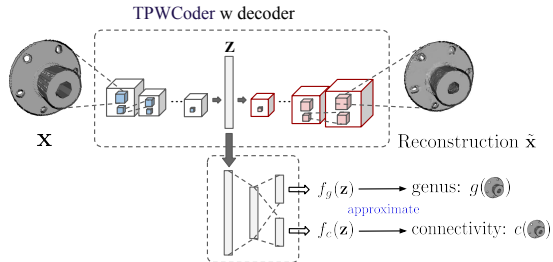 TPWCoder w decoder
z
x
Reconstruction x̃
f_g(z) genus: g( )
approximate
f_c(z) connectivity: c( )